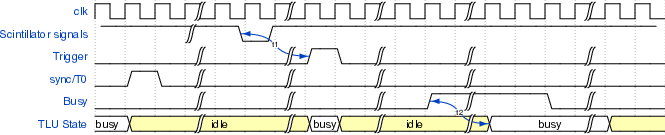 clk
Scintillator signals
t1
Trigger
sync/T0
Busy
t2
TLU State busy idle busy idle busy